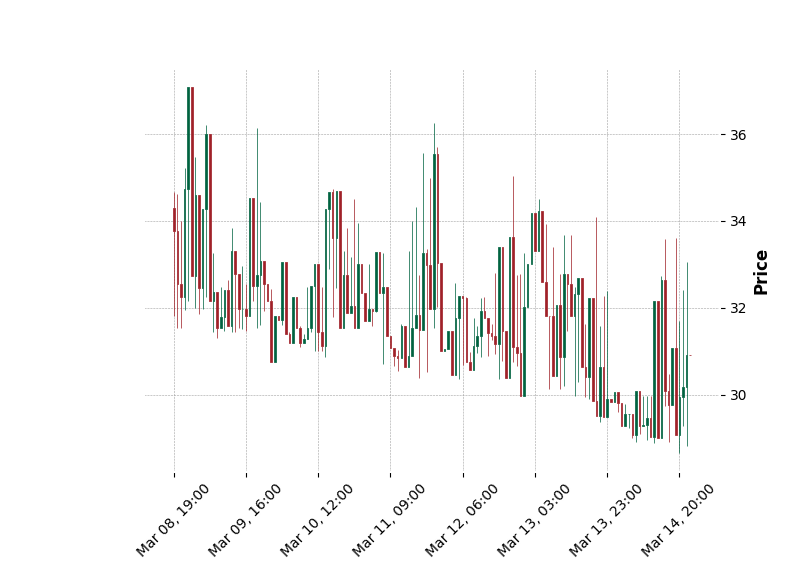 36
34
32
30
Price
Mar 08, 19:00
Mar 09, 16:00
Mar 10, 12:00
Mar 11, 09:00
Mar 12, 06:00
Mar 13, 03:00
Mar 13, 23:00
Mar 14, 20:00